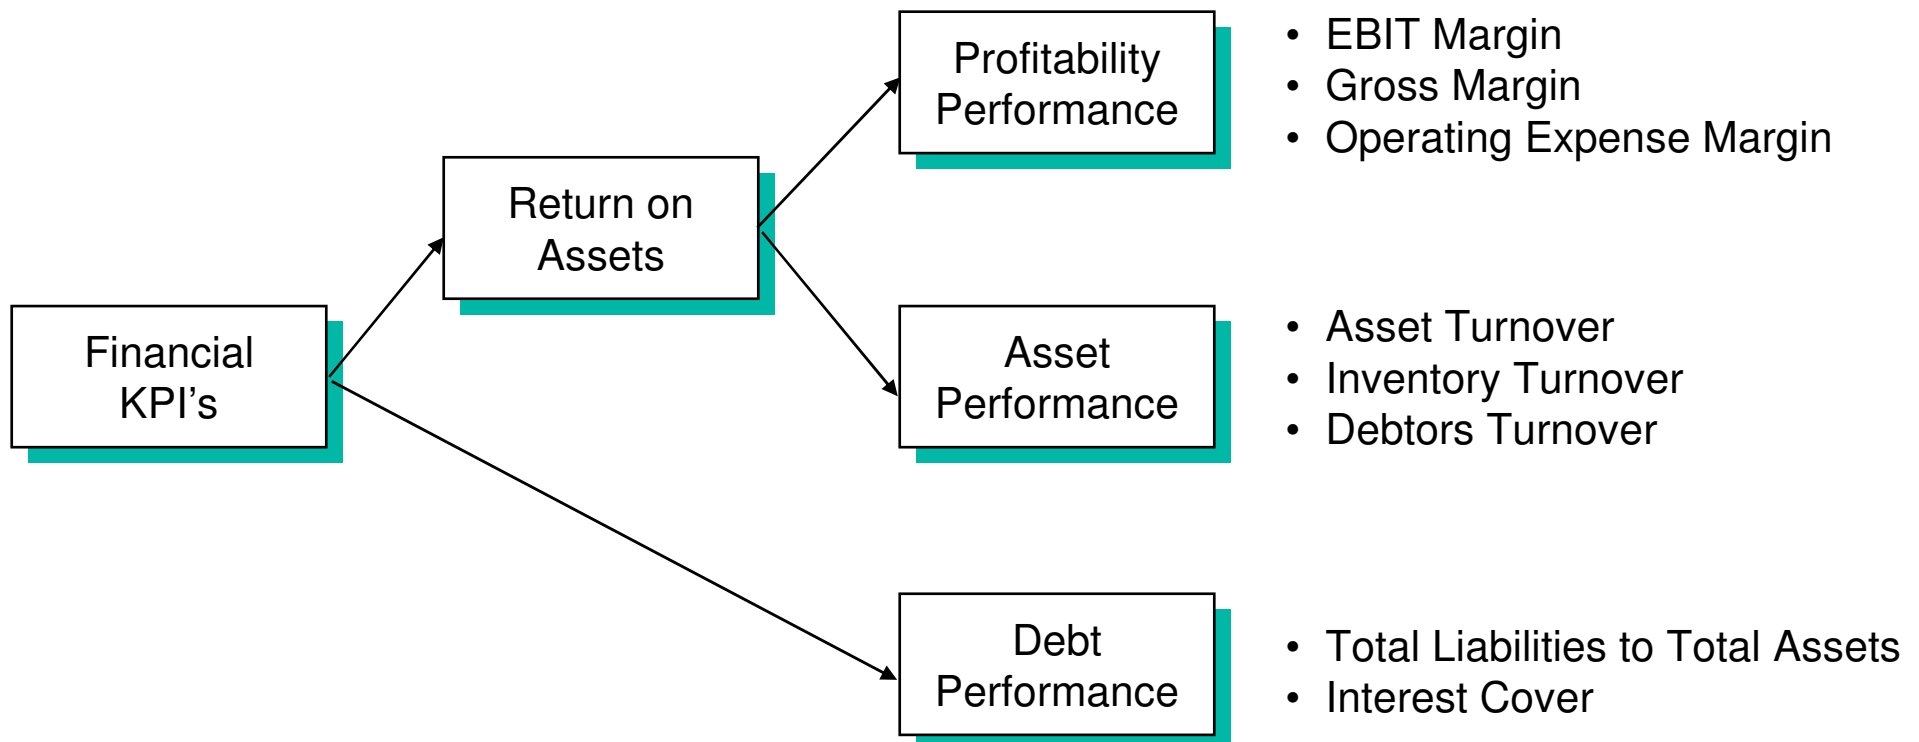 Financial
KPI's
Return on
Assets
Profitability
Performance
• EBIT Margin
• Gross Margin
• Operating Expense Margin
Asset
Performance
• Asset Turnover
• Inventory Turnover
• Debtors Turnover
Debt
Performance
• Total Liabilities to Total Assets
• Interest Cover